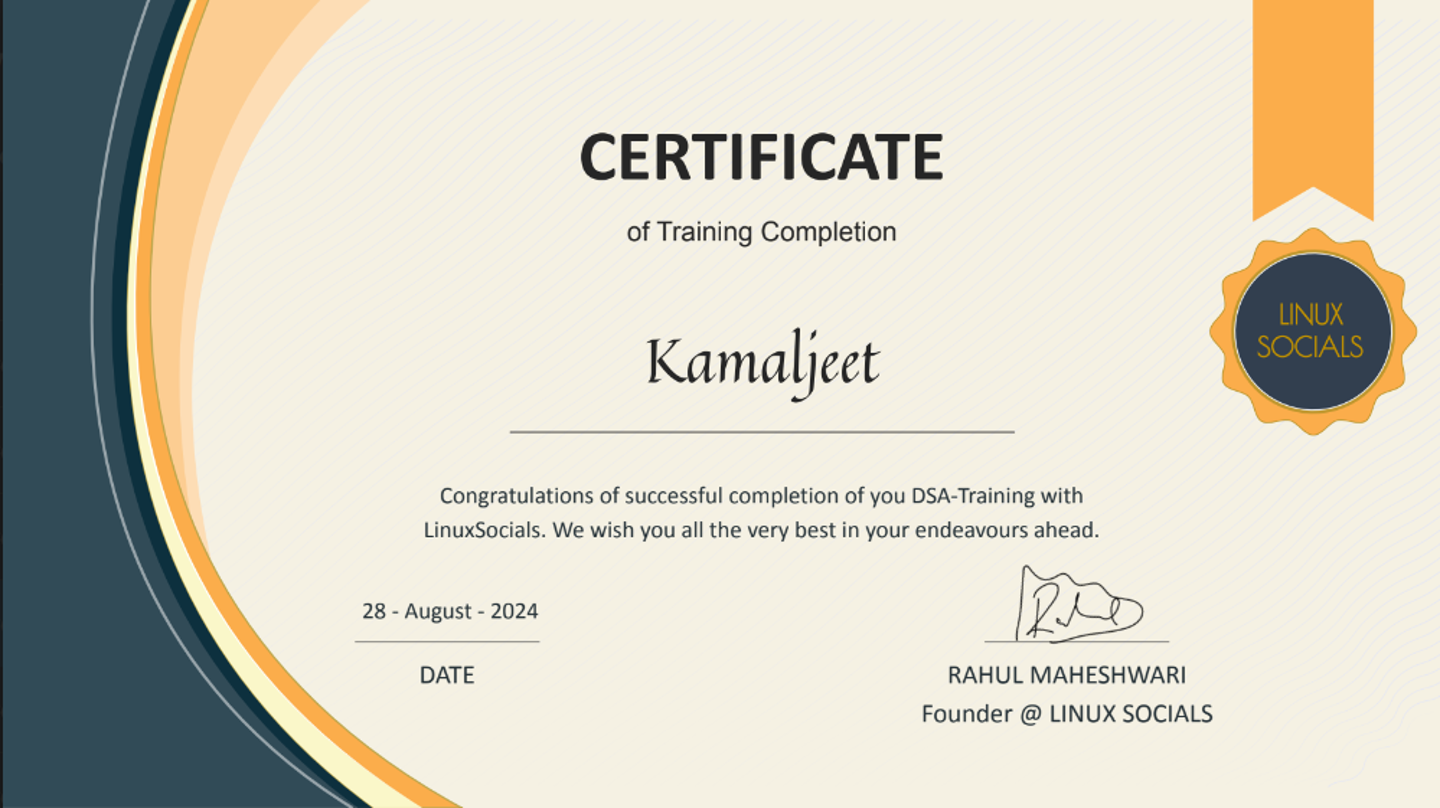 CERTIFICATE
of Training Completion
LINUX
SOCIALS
Kamaljeet
Congratulations of successful completion of you DSA-Training with
LinuxSocials. We wish you all the very best in your endeavours ahead.
28 - August - 2024
DATE
Rahul
RAHUL MAHESHWARI
Founder @ LINUX SOCIALS